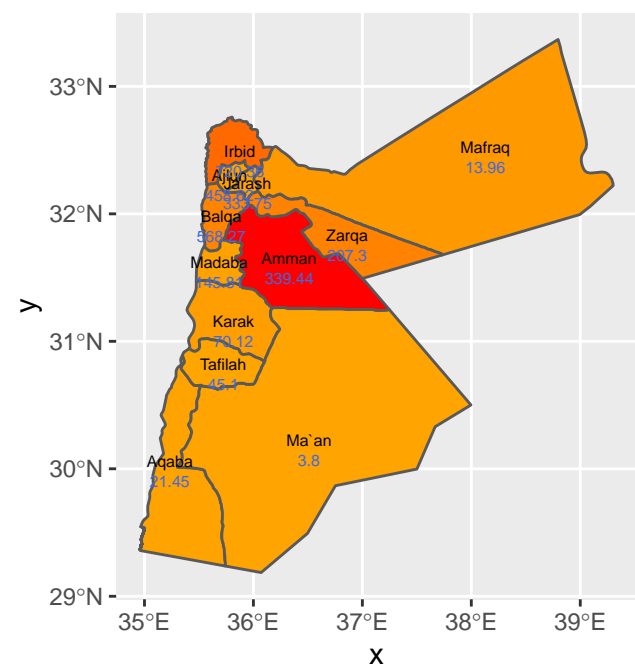 33°N
32°N
31°N
30°N
29°N
y
Irbid
Mafraq
13.96
Ajlun
Jarash
Balqa
568.27
Zarqa
207.3
Amman
339.44
Madaba
Karak
70.12
Tafilah
45.1
Ma`an
3.8
Aqaba
21.45
35°E 36°E 37°E 38°E 39°E
x